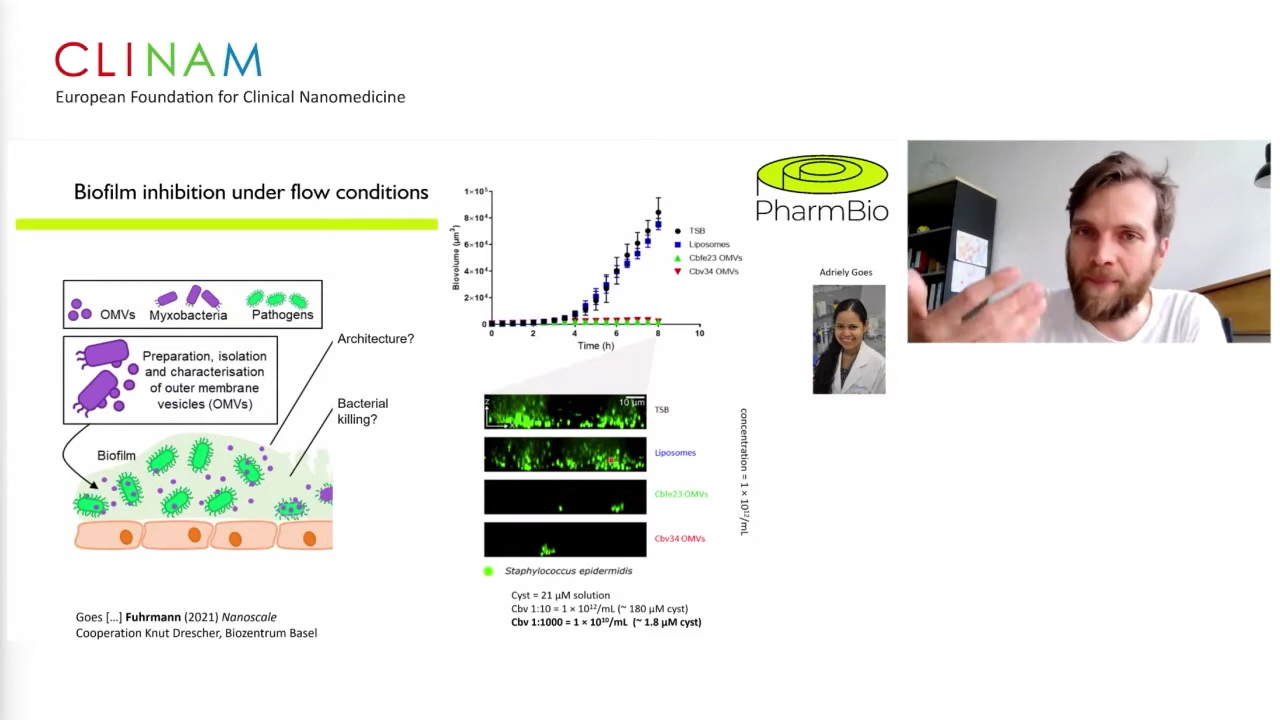 CLINAM
European Foundation for Clinical Nanomedicine
Biofilm inhibition under flow conditions
OMVs
Myxobacteria
Pathogens
Preparation, isolation
and characterisation
of outer membrane
vesicles (OMVs)
Biofilm
Architecture?
Bacterial
killing?
Goes [...] Fuhrmann (2021) Nanoscale
Cooperation Knut Drescher, Biozentrum Basel
Biovolume (µm³)
1×10⁵
8×10⁴
6×10⁴
4×10⁴
2×10⁴
0
0 2 4 6 8 10
Time (h)
TSB
Liposomes
Cbfe23 OMVs
Cbv34 OMVs
Z
X
10 µm
TSB
Liposomes
Cbfe23 OMVs
Cbv34 OMVs
Staphylococcus epidermidis
concentration = 1 × 10¹²/mL
Cyst = 21 µM solution
Cbv 1:10 = 1 × 10¹²/mL (~ 180 µM cyst)
Cbv 1:1000 = 1 × 10¹⁰/mL (~ 1.8 µM cyst)
PharmBio
Adriely Goes